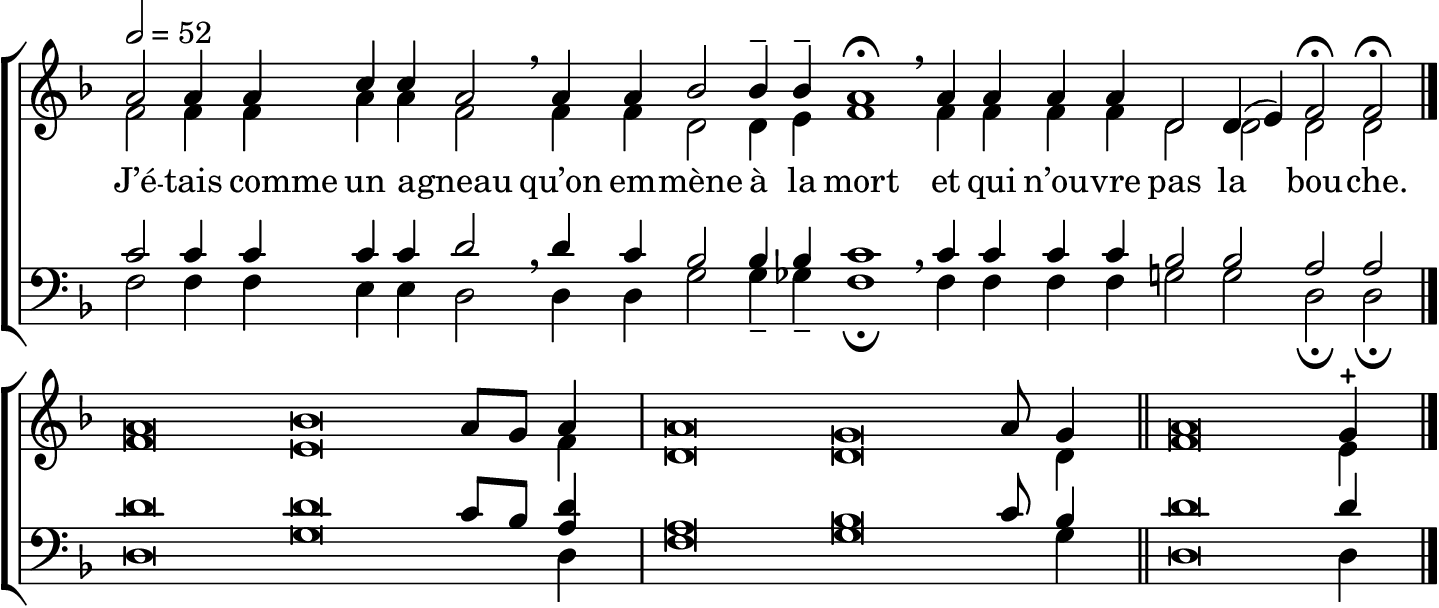 = 52
J’é-tais comme un agneau qu’on emmène à la mort et qui n’ouvre pas la bouche.